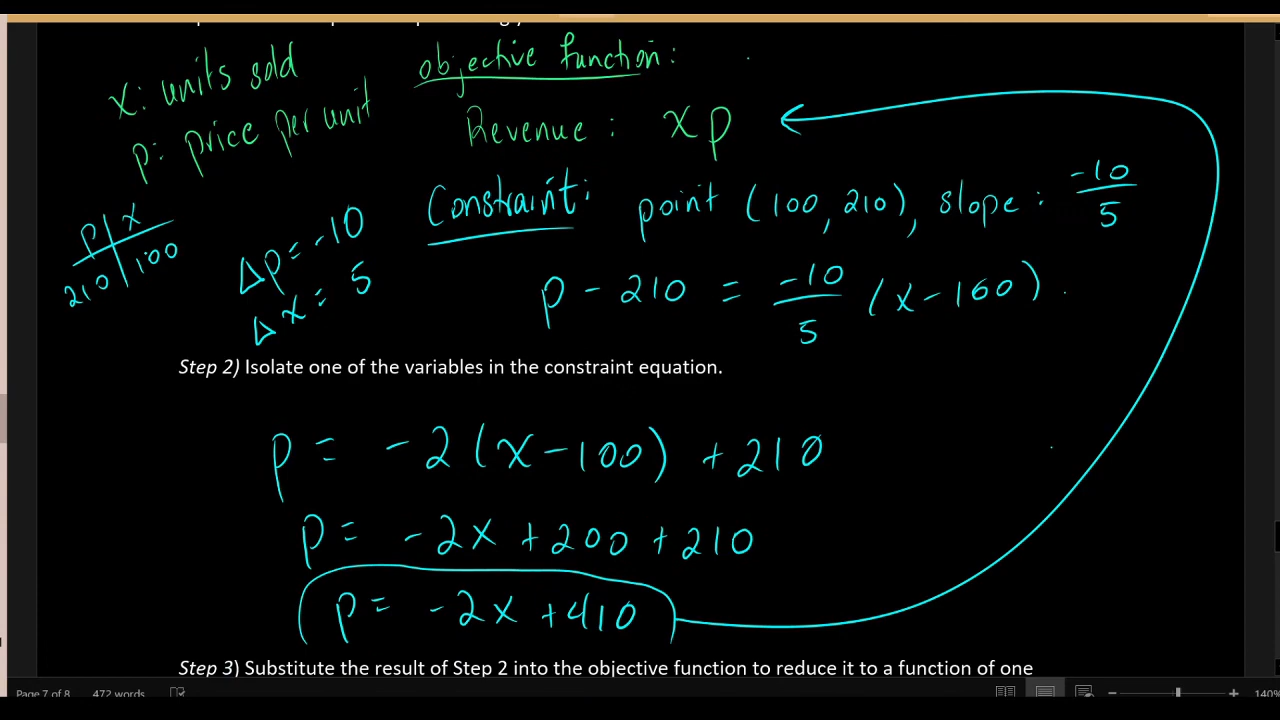 x: units sold
p: price per unit
objective function:
Revenue: xp
Constraint: point (100, 210), slope: -10/5
p | x
210 | 100
Δp = -10
Δx = 5
p - 210 = -10/5 (x - 100)
Step 2) Isolate one of the variables in the constraint equation.
p = -2(x - 100) + 210
p = -2x + 200 + 210
p = -2x + 410
Step 3) Substitute the result of Step 2 into the objective function to reduce it to a function of one
Page 7 of 8 472 words
140%